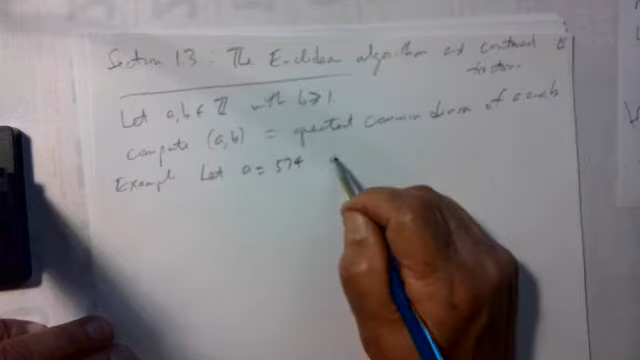 Section 1.3 : The Euclidean algorithm and continued
fraction
Let a, b ∈ ℤ with b ≥ 1.
compute (a, b) = greatest common divisor of a and b
Example Let a = 574